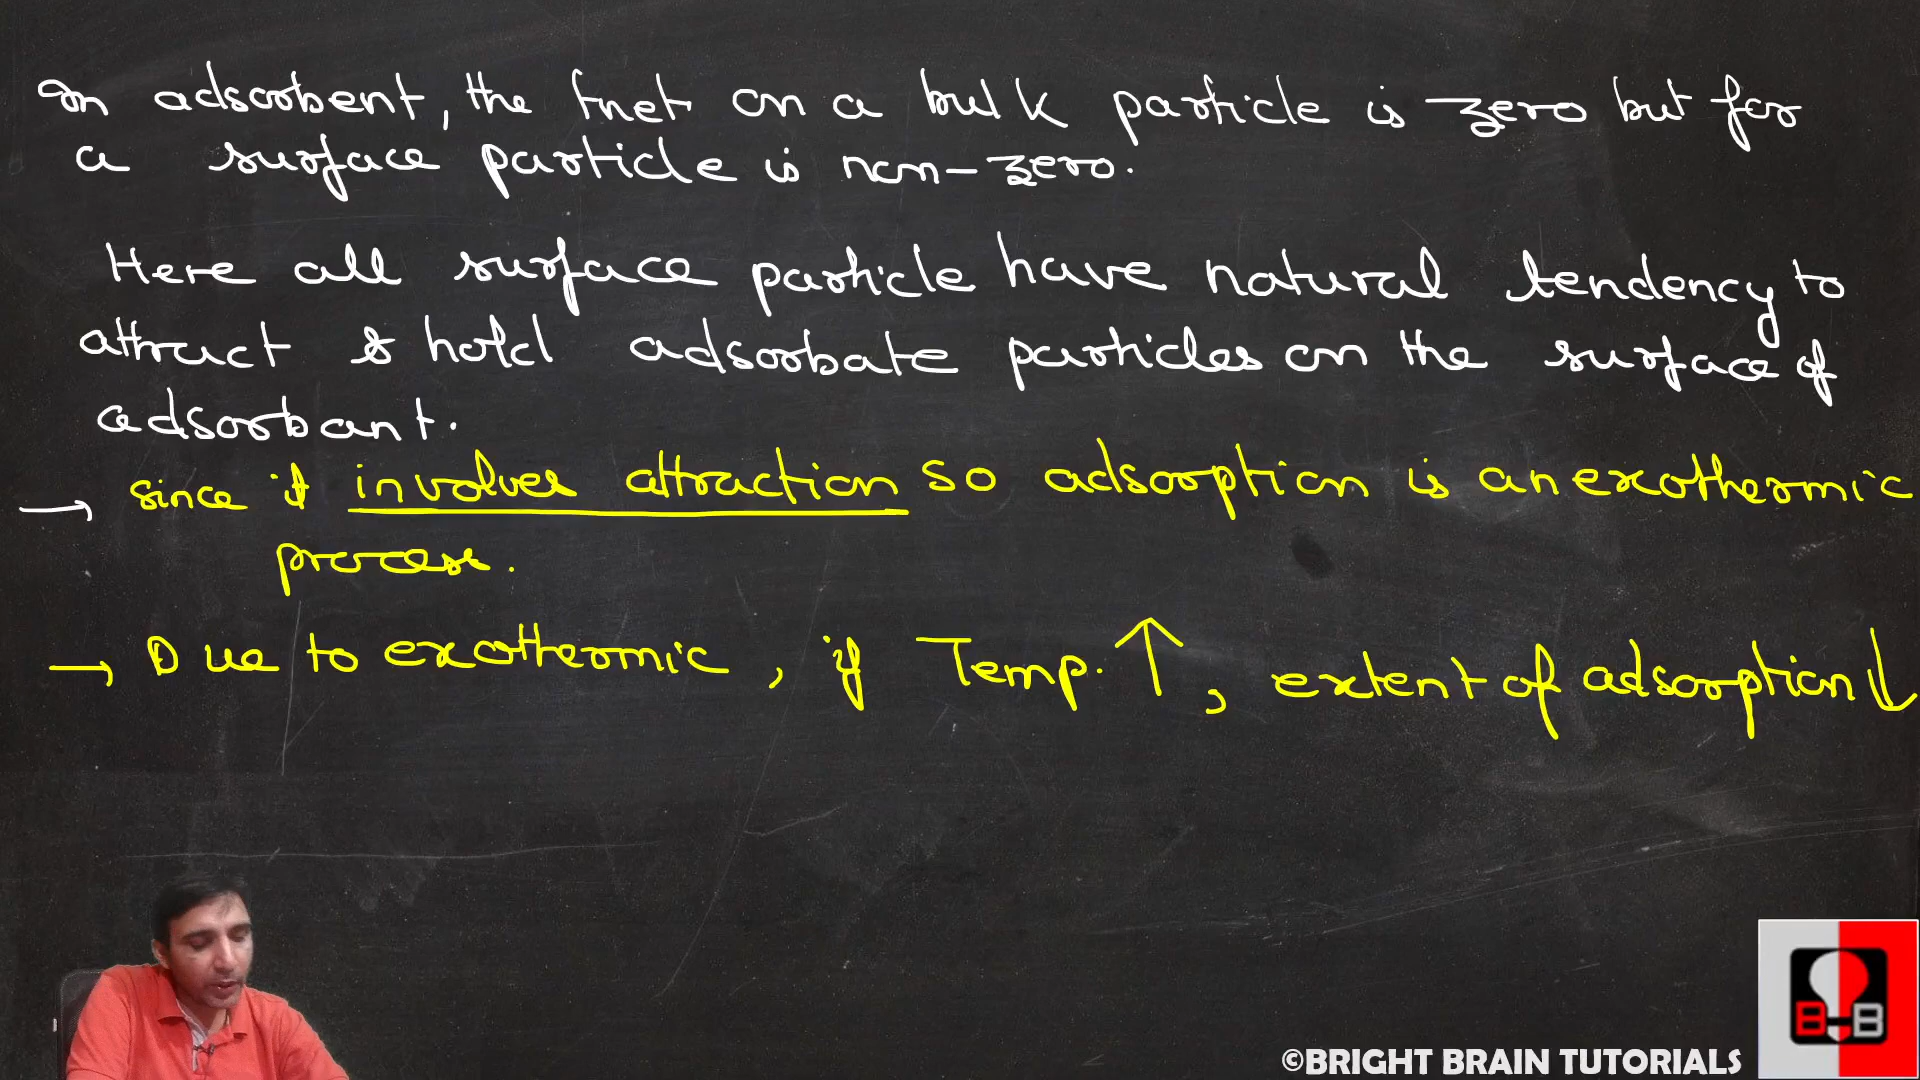 In adsorbent, the fnet on a bulk particle is zero but for
a surface particle is non-zero.
Here all surface particle have natural tendency to
attract & hold adsorbate particles on the surface of
adsorbant.
→ since it involves attraction so adsorption is an exothermic
process.
→ Due to exothermic, if Temp. ↑, extent of adsorption ↓
B-B
©BRIGHT BRAIN TUTORIALS